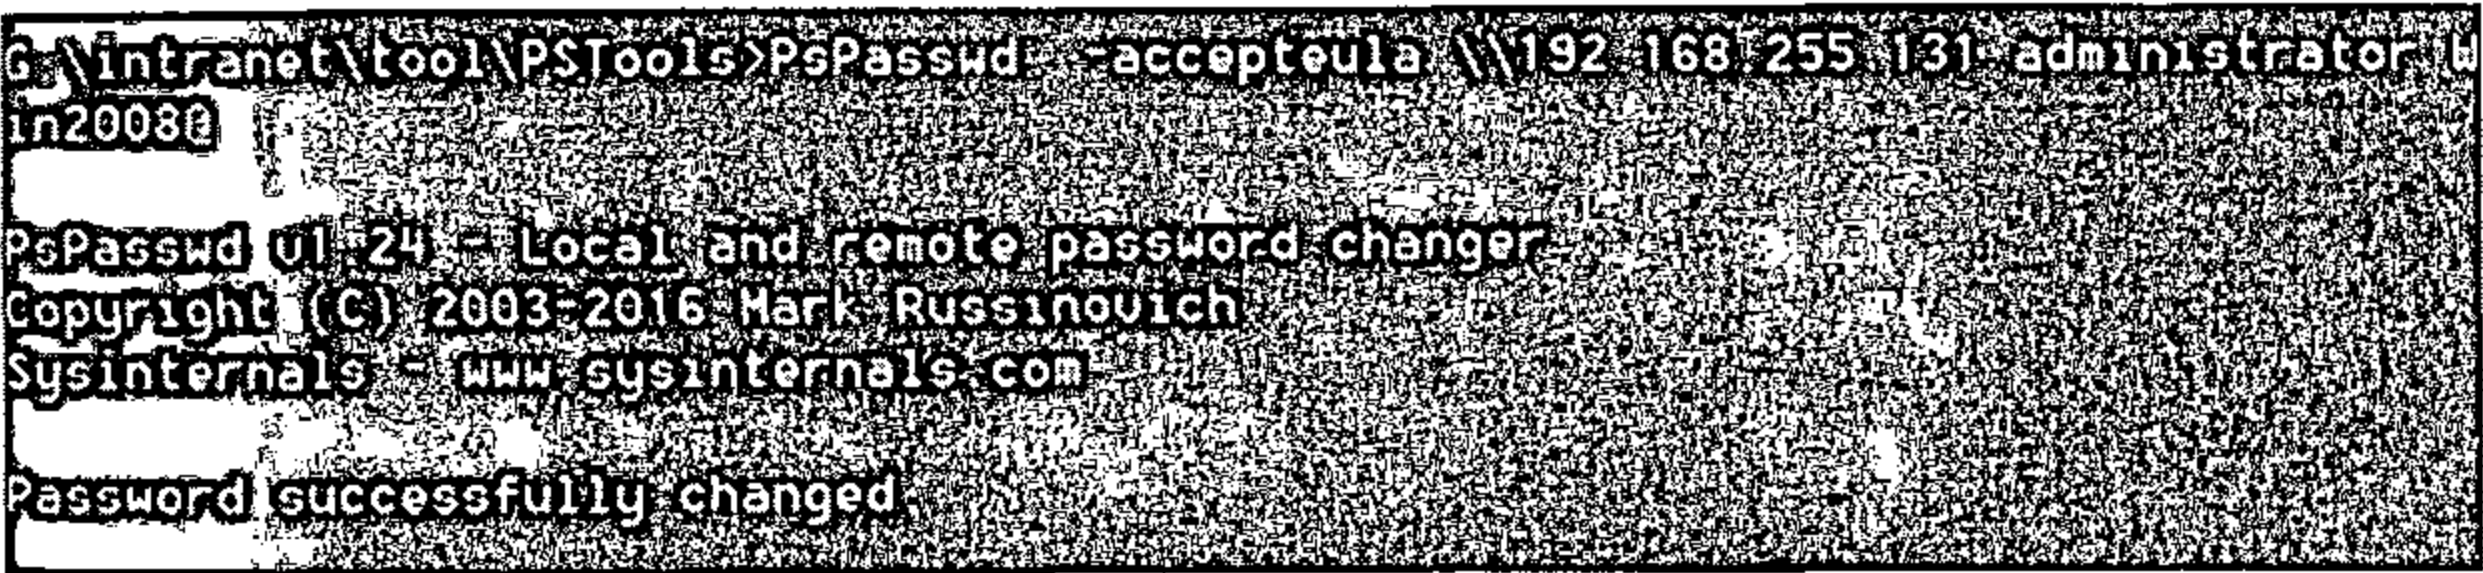 G:\intranet\tool\PSTools>PsPasswd  -accepteula \\192.168.255.131 administrator W
in2008@
PsPasswd v1.24 - Local and remote password changer
Copyright (C) 2003-2016 Mark Russinovich
Sysinternals - www.sysinternals.com
Password successfully changed.